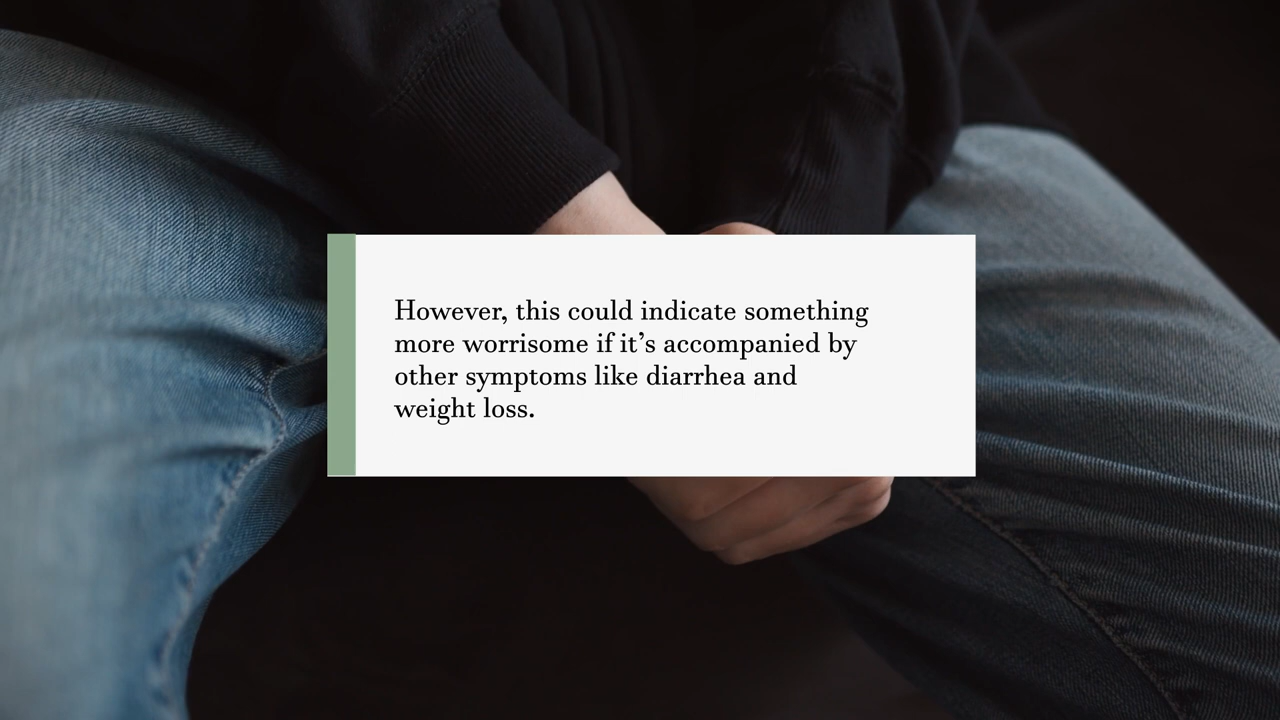 However, this could indicate something
more worrisome if it’s accompanied by
other symptoms like diarrhea and
weight loss.